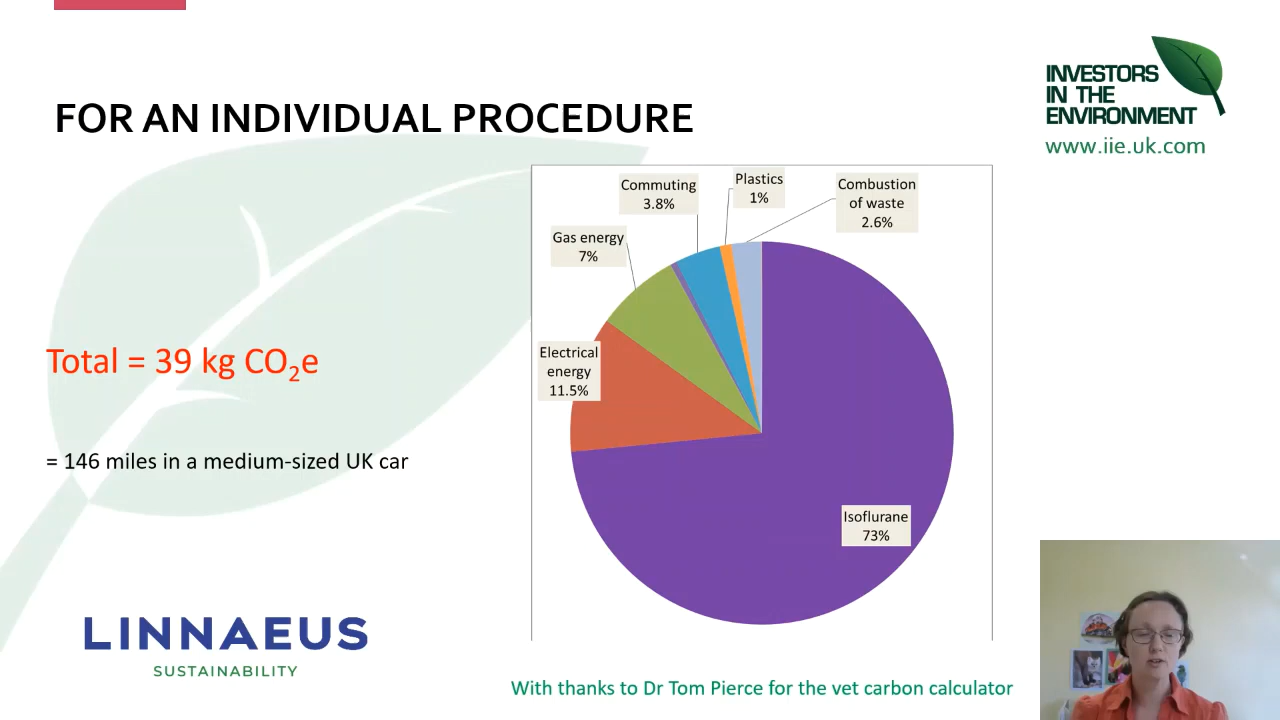 INVESTORS
IN THE
ENVIRONMENT
www.iie.uk.com
FOR AN INDIVIDUAL PROCEDURE
Total = 39 kg CO₂e
= 146 miles in a medium-sized UK car
Plastics
1%
Commuting
3.8%
Combustion
of waste
2.6%
Gas energy
7%
Electrical
energy
11.5%
Isoflurane
73%
LINNAEUS
SUSTAINABILITY
With thanks to Dr Tom Pierce for the vet carbon calculator